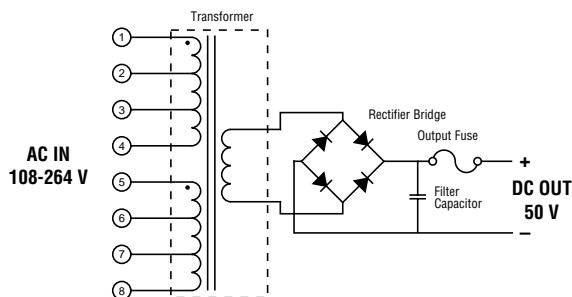 Transformer
1
2
3
4
5
6
7
8
AC IN
108-264 V
Rectifier Bridge
Output Fuse
Filter
Capacitor
+
DC OUT
50 V
–